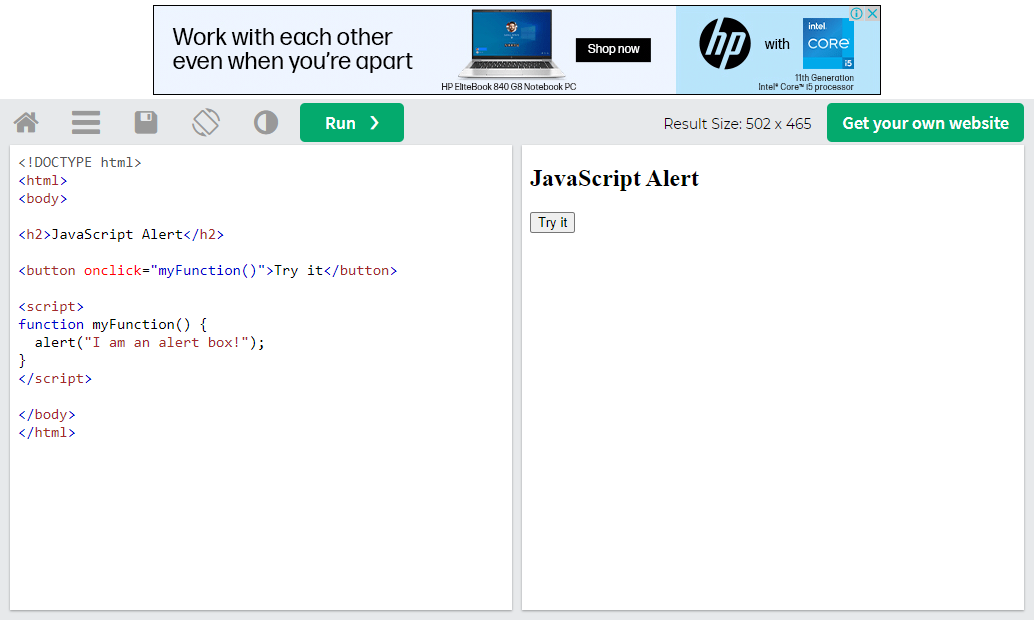 Work with each other
even when you're apart
HP EliteBook 840 G8 Notebook PC
Shop now
hp
with
intel.
CORE
i5
11th Generation
Intel® Core™ i5 processor
Run ❯
Result Size: 502 x 465
Get your own website
<!DOCTYPE html>
<html>
<body>
<h2>JavaScript Alert</h2>
<button onclick="myFunction()">Try it</button>
<script>
function myFunction() {
  alert("I am an alert box!");
}
</script>
</body>
</html>
JavaScript Alert
Try it